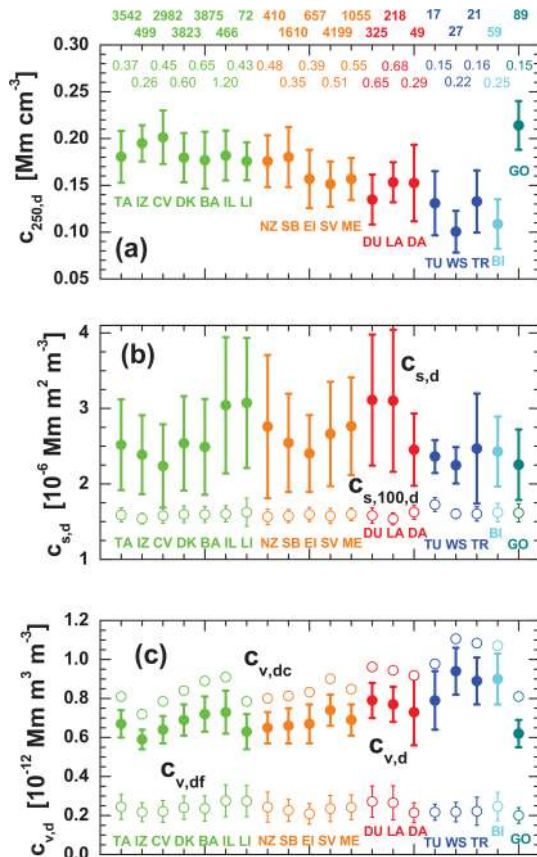 3542 2982 3875 72 410 657 1055 218 17 21 89
499 3823 466 1610 4199 325 49 27 59
0.37 0.45 0.65 0.43 0.48 0.39 0.55 0.68 0.15 0.16 0.15
0.26 0.60 1.20 0.35 0.51 0.65 0.29 0.22 0.25
0.30
0.25
0.20
0.15
0.10
0.05
c250,d [Mm cm-3]
TA IZ CV DK BA IL LI
NZ SB EI SV ME
DU LA DA
TU WS TR BI
GO
(a)
4
3
2
1
cs,d [10-6 Mm m2 m-3]
(b)
cs,d
cs,100,d
TA IZ CV DK BA IL LI NZ SB EI SV ME DU LA DA TU WS TR BI GO
1.2
1.0
0.8
0.6
0.4
0.2
0.0
cv,d [10-12 Mm m3 m-3]
(c)
cv,dc
cv,d
cv,df
TA IZ CV DK BA IL LI NZ SB EI SV ME DU LA DA TU WS TR BI GO